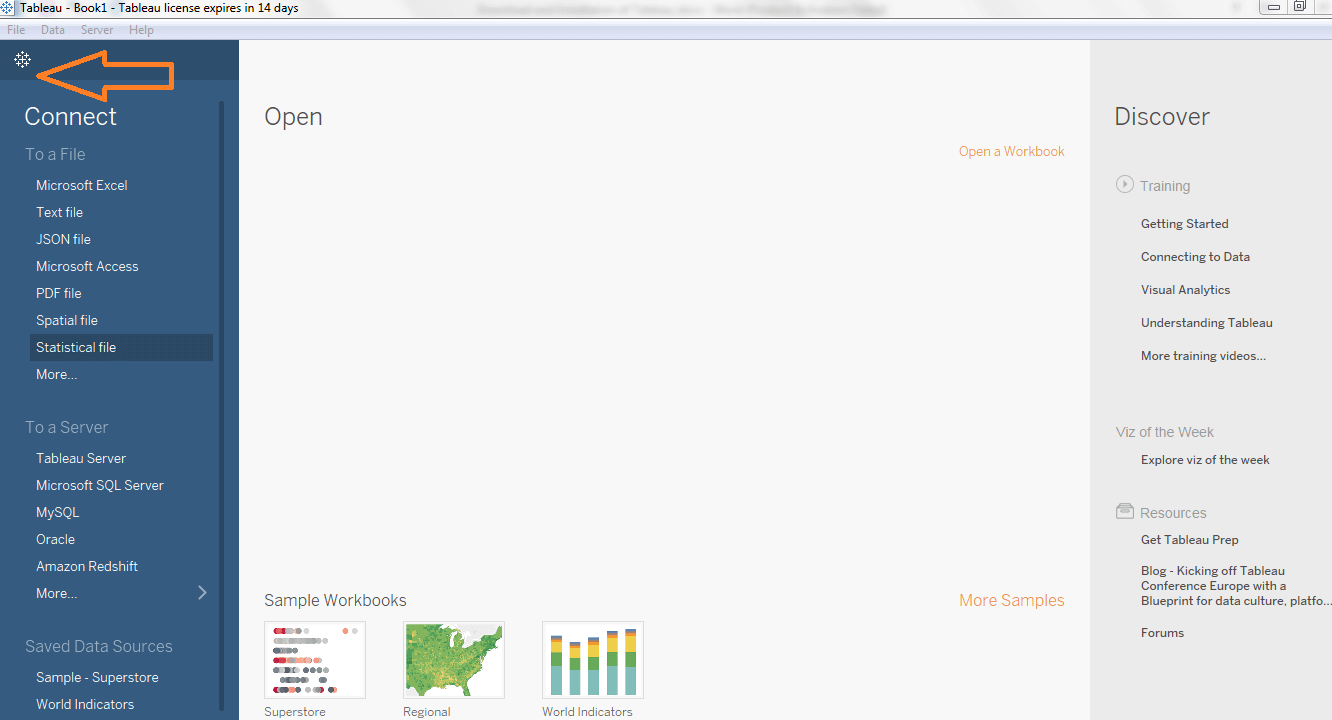 Tableau - Book1 - Tableau license expires in 14 days
File Data Server Help
Connect
To a File
Microsoft Excel
Text file
JSON file
Microsoft Access
PDF file
Spatial file
Statistical file
More...
To a Server
Tableau Server
Microsoft SQL Server
MySQL
Oracle
Amazon Redshift
More...
Saved Data Sources
Sample - Superstore
World Indicators
Open
Open a Workbook
Sample Workbooks
More Samples
Superstore
Regional
World Indicators
Discover
Training
Getting Started
Connecting to Data
Visual Analytics
Understanding Tableau
More training videos...
Viz of the Week
Explore viz of the week
Resources
Get Tableau Prep
Blog - Kicking off Tableau
Conference Europe with a
Blueprint for data culture, platfo...
Forums